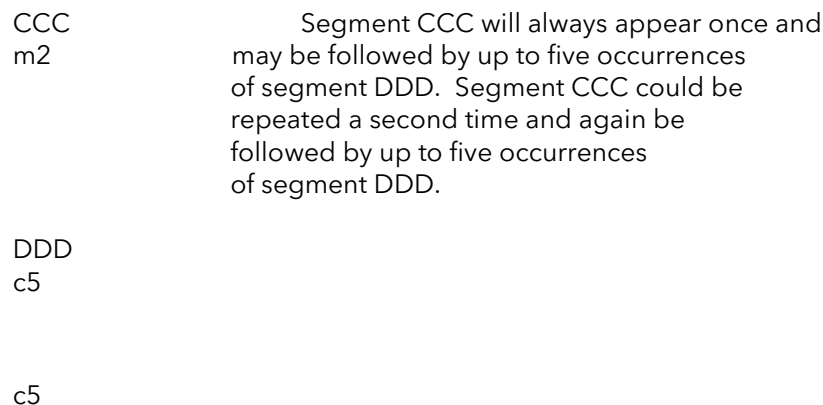 CCC Segment CCC will always appear once and
m2 may be followed by up to five occurrences
of segment DDD. Segment CCC could be
repeated a second time and again be
followed by up to five occurrences
of segment DDD.
DDD
c5
c5